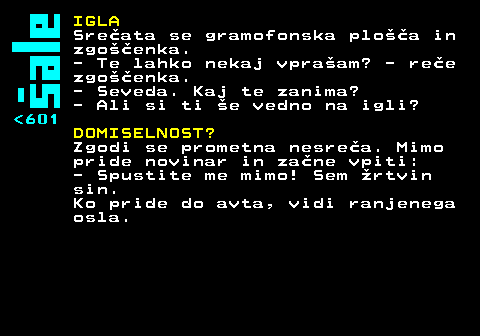 Šale
<601
IGLA
Srečata se gramofonska plošča in
zgoščenka.
- Te lahko nekaj vprašam? - reče
zgoščenka.
- Seveda. Kaj te zanima?
- Ali si ti še vedno na igli?
DOMISELNOST?
Zgodi se prometna nesreča. Mimo
pride novinar in začne vpiti:
- Spustite me mimo! Sem žrtvin
sin.
Ko pride do avta, vidi ranjenega
osla.